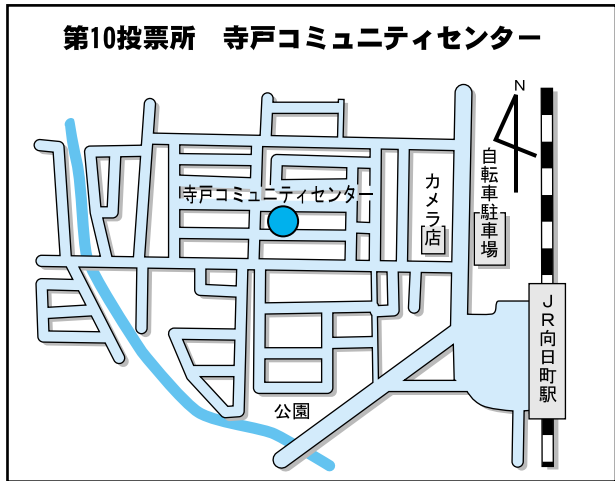 第10投票所　寺戸コミュニティセンター
N
自転車駐車場
カメラ店
寺戸コミュニティセンター
JR向日町駅
公園